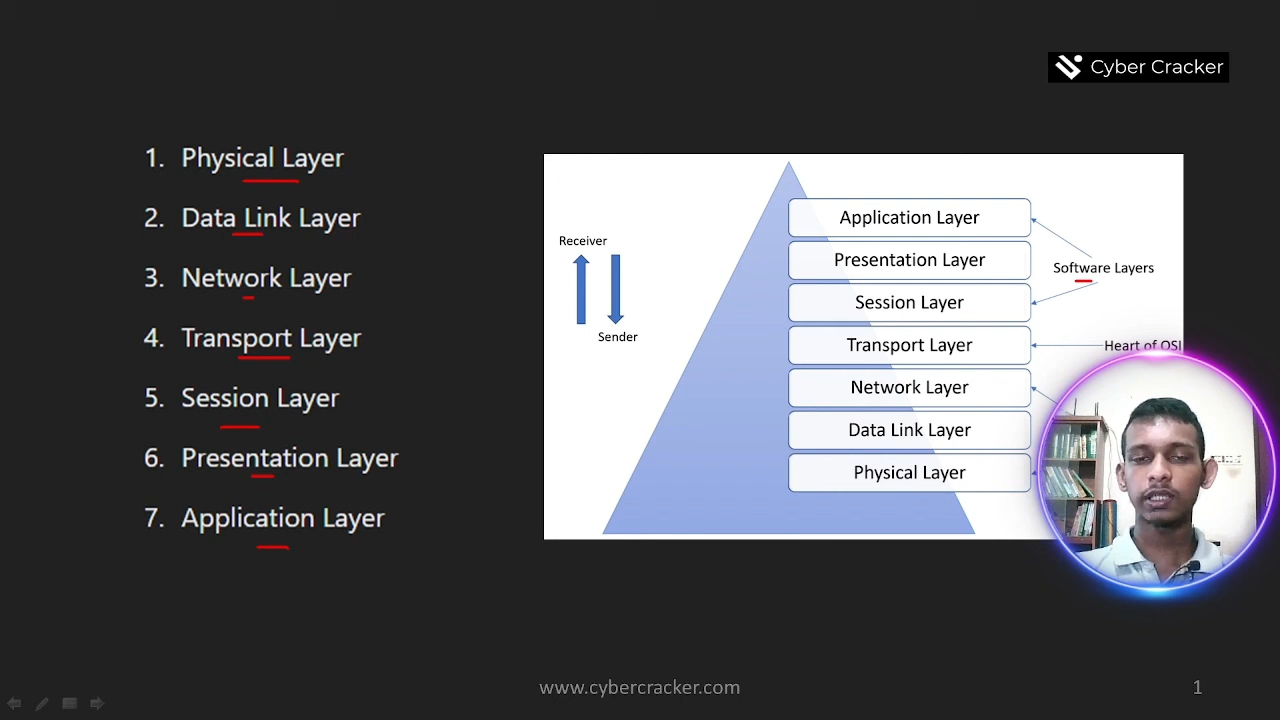 Cyber Cracker
1. Physical Layer
2. Data Link Layer
3. Network Layer
4. Transport Layer
5. Session Layer
6. Presentation Layer
7. Application Layer
Receiver
Sender
Application Layer
Presentation Layer
Session Layer
Transport Layer
Network Layer
Data Link Layer
Physical Layer
Software Layers
Heart of OSI
www.cybercracker.com
1